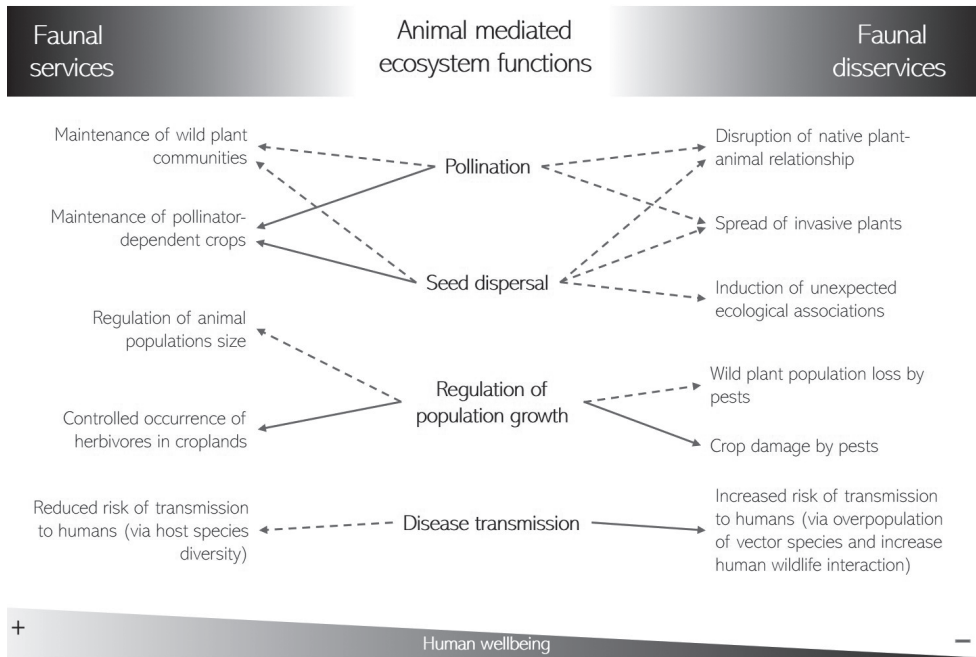 Faunal
services
Animal mediated
ecosystem functions
Faunal
disservices
Maintenance of wild plant
communities
Maintenance of pollinator-
dependent crops
Regulation of animal
populations size
Controlled occurrence of
herbivores in croplands
Reduced risk of transmission
to humans (via host species
diversity)
Pollination
Seed dispersal
Regulation of
population growth
Disease transmission
Disruption of native plant-
animal relationship
Spread of invasive plants
Induction of unexpected
ecological associations
Wild plant population loss by
pests
Crop damage by pests
Increased risk of transmission
to humans (via overpopulation
of vector species and increase
human wildlife interaction)
+
Human wellbeing
−